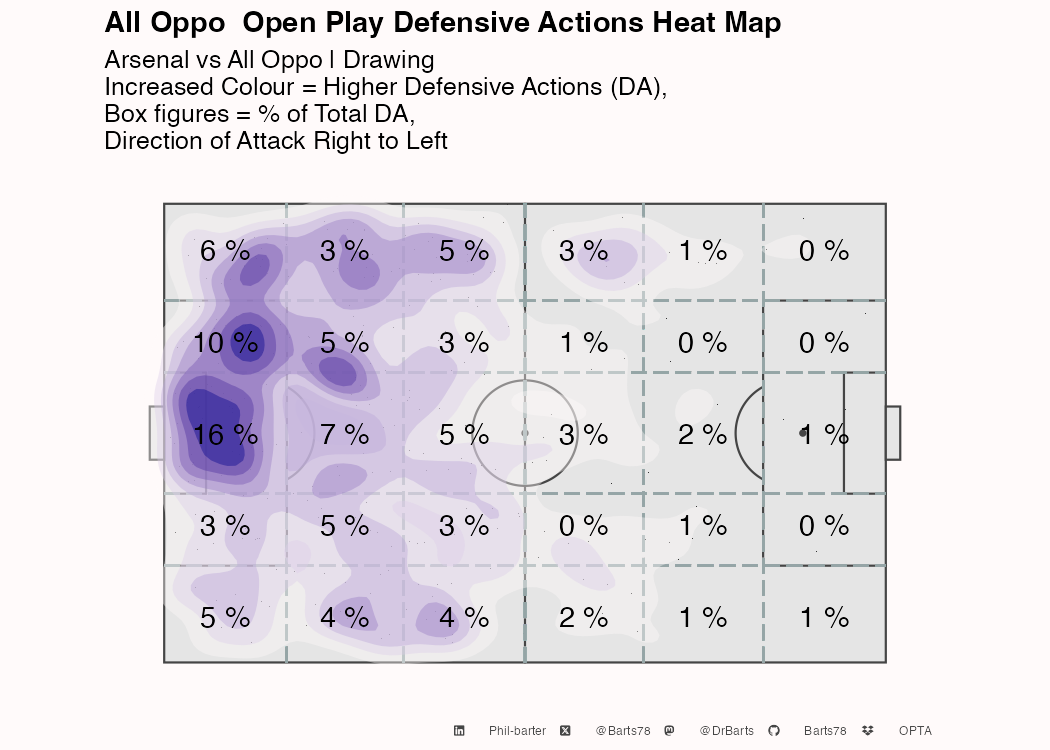 All Oppo  Open Play Defensive Actions Heat Map
Arsenal vs All Oppo | Drawing
Increased Colour = Higher Defensive Actions (DA),
Box figures = % of Total DA,
Direction of Attack Right to Left
6 % 3 % 5 % 3 % 1 % 0 %
10 % 5 % 3 % 1 % 0 % 0 %
16 % 7 % 5 % 3 % 2 % 1 %
3 % 5 % 3 % 0 % 1 % 0 %
5 % 4 % 4 % 2 % 1 % 1 %
Phil-barter @Barts78 @DrBarts Barts78 OPTA